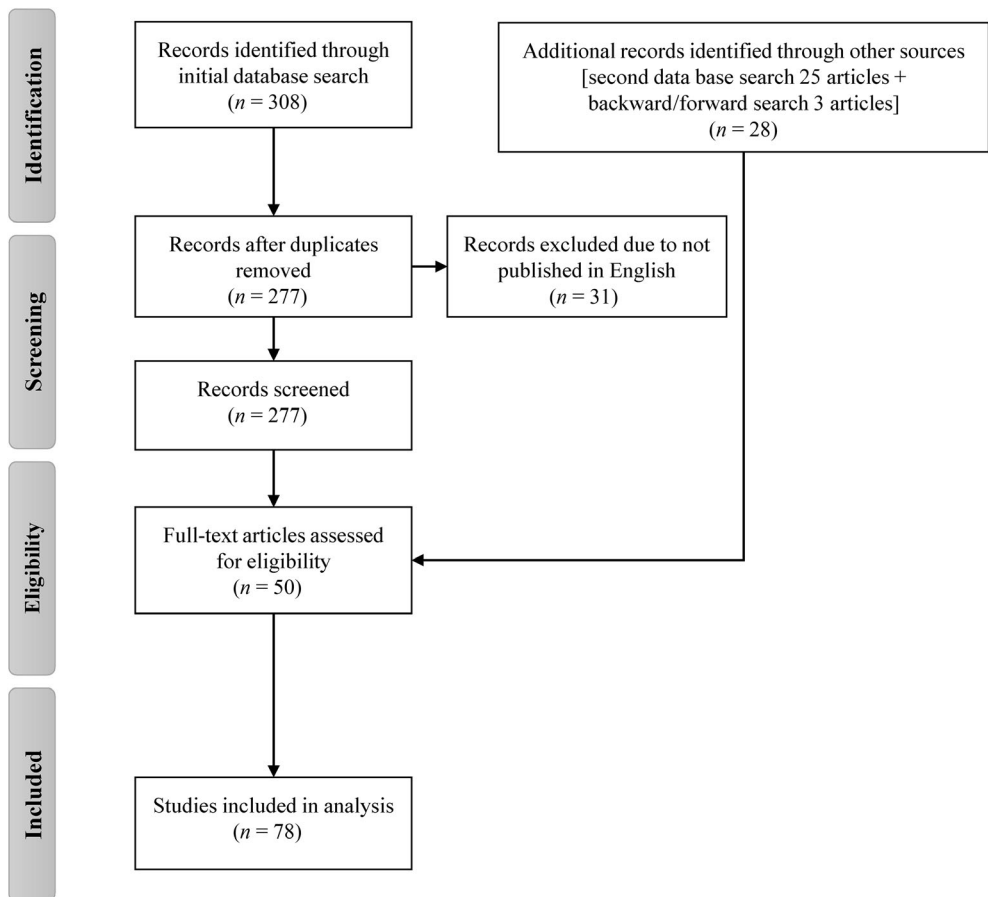 Identification
Records identified through
initial database search
(n = 308)
Additional records identified through other sources
[second data base search 25 articles +
backward/forward search 3 articles]
(n = 28)
Screening
Records after duplicates
removed
(n = 277)
Records excluded due to not
published in English
(n = 31)
Records screened
(n = 277)
Eligibility
Full-text articles assessed
for eligibility
(n = 50)
Included
Studies included in analysis
(n = 78)